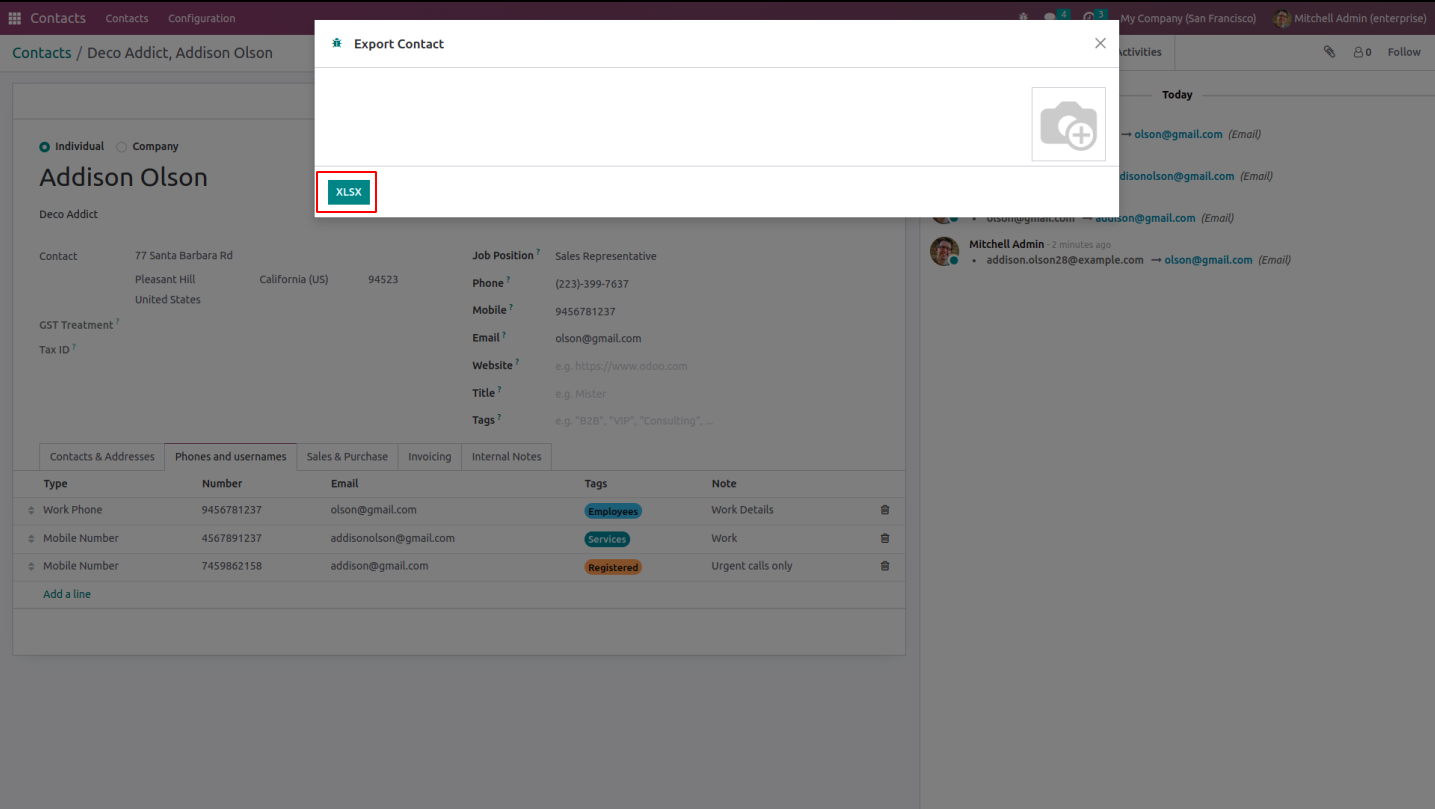 Contacts Contacts Configuration 4 3 My Company (San Francisco) Mitchell Admin (enterprise)
Contacts / Deco Addict, Addison Olson
Export Contact
XLSX
Activities 0 Follow
Today
olson@gmail.com (Email)
disonolson@gmail.com (Email)
olson@gmail.com → addison@gmail.com (Email)
Mitchell Admin - 2 minutes ago
• addison.olson28@example.com → olson@gmail.com (Email)
Individual Company
Addison Olson
Deco Addict
Contact 77 Santa Barbara Rd
Pleasant Hill California (US) 94523
United States
GST Treatment ?
Tax ID ?
Job Position ? Sales Representative
Phone ? (223)-399-7637
Mobile ? 9456781237
Email ? olson@gmail.com
Website ? e.g. https://www.odoo.com
Title ? e.g. Mister
Tags ? e.g. "B2B", "VIP", "Consulting", ...
Contacts & Addresses Phones and usernames Sales & Purchase Invoicing Internal Notes
Type Number Email Tags Note
Work Phone 9456781237 olson@gmail.com Employees Work Details
Mobile Number 4567891237 addisonolson@gmail.com Services Work
Mobile Number 7459862158 addison@gmail.com Registered Urgent calls only
Add a line